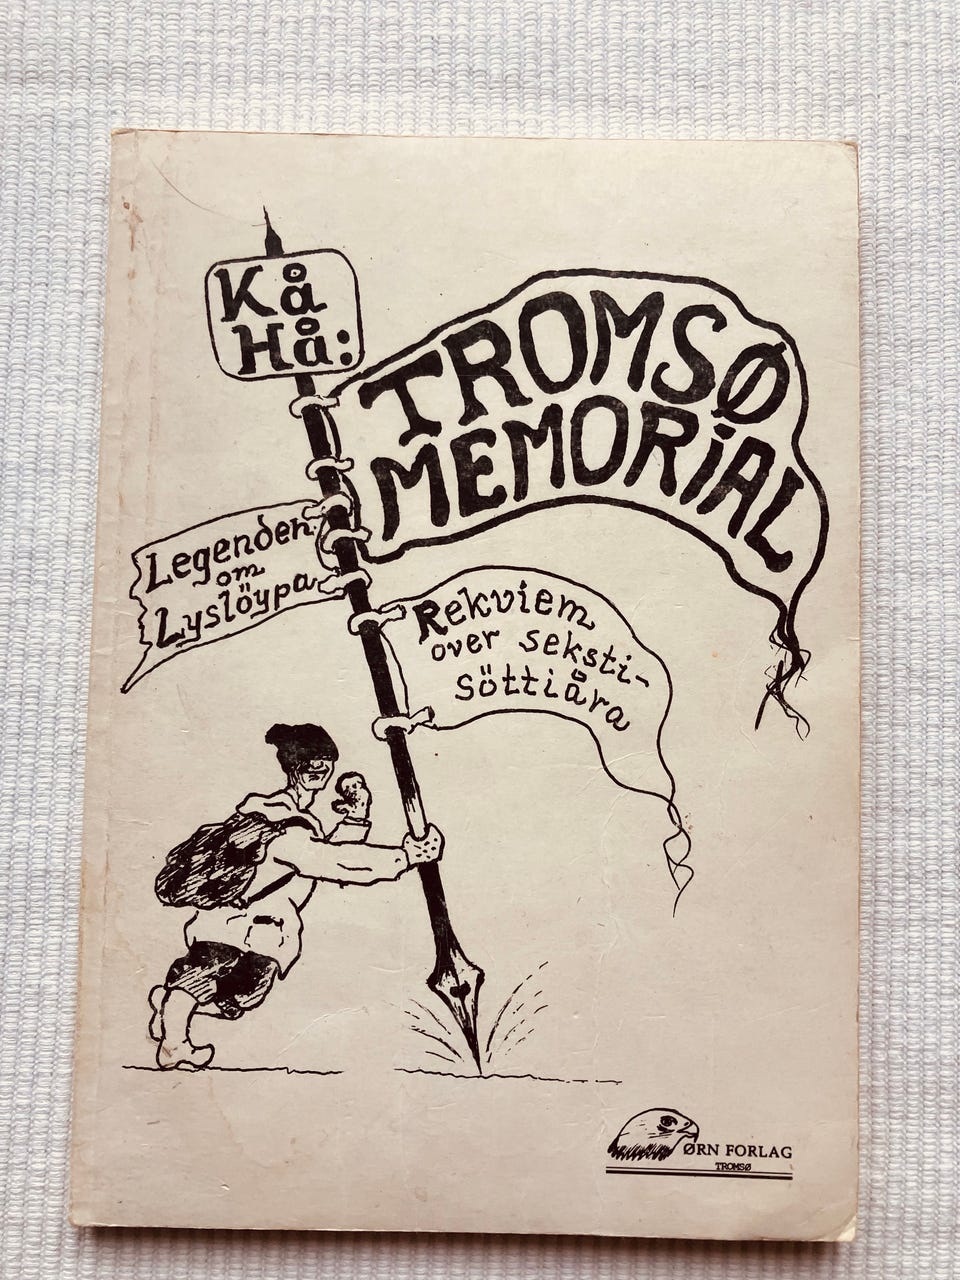 Kå
Hå:
TROMSØ
MEMORiAL
Legenden
om
Lyslöypa
Rekviem
over seksti-
Söttiåra
ØRN FORLAG
TROMSØ